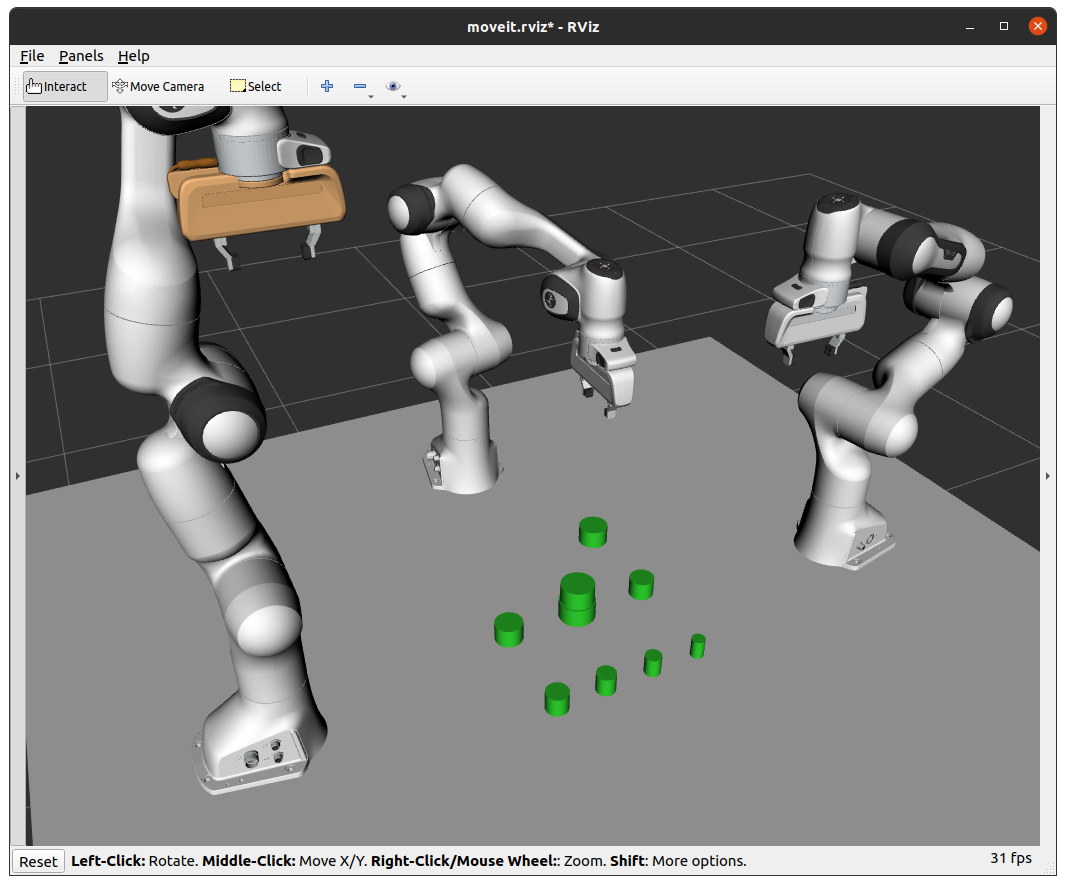 moveit.rviz* - RViz
File Panels Help
Interact Move Camera Select
Reset Left-Click: Rotate. Middle-Click: Move X/Y. Right-Click/Mouse Wheel:: Zoom. Shift: More options. 31 fps